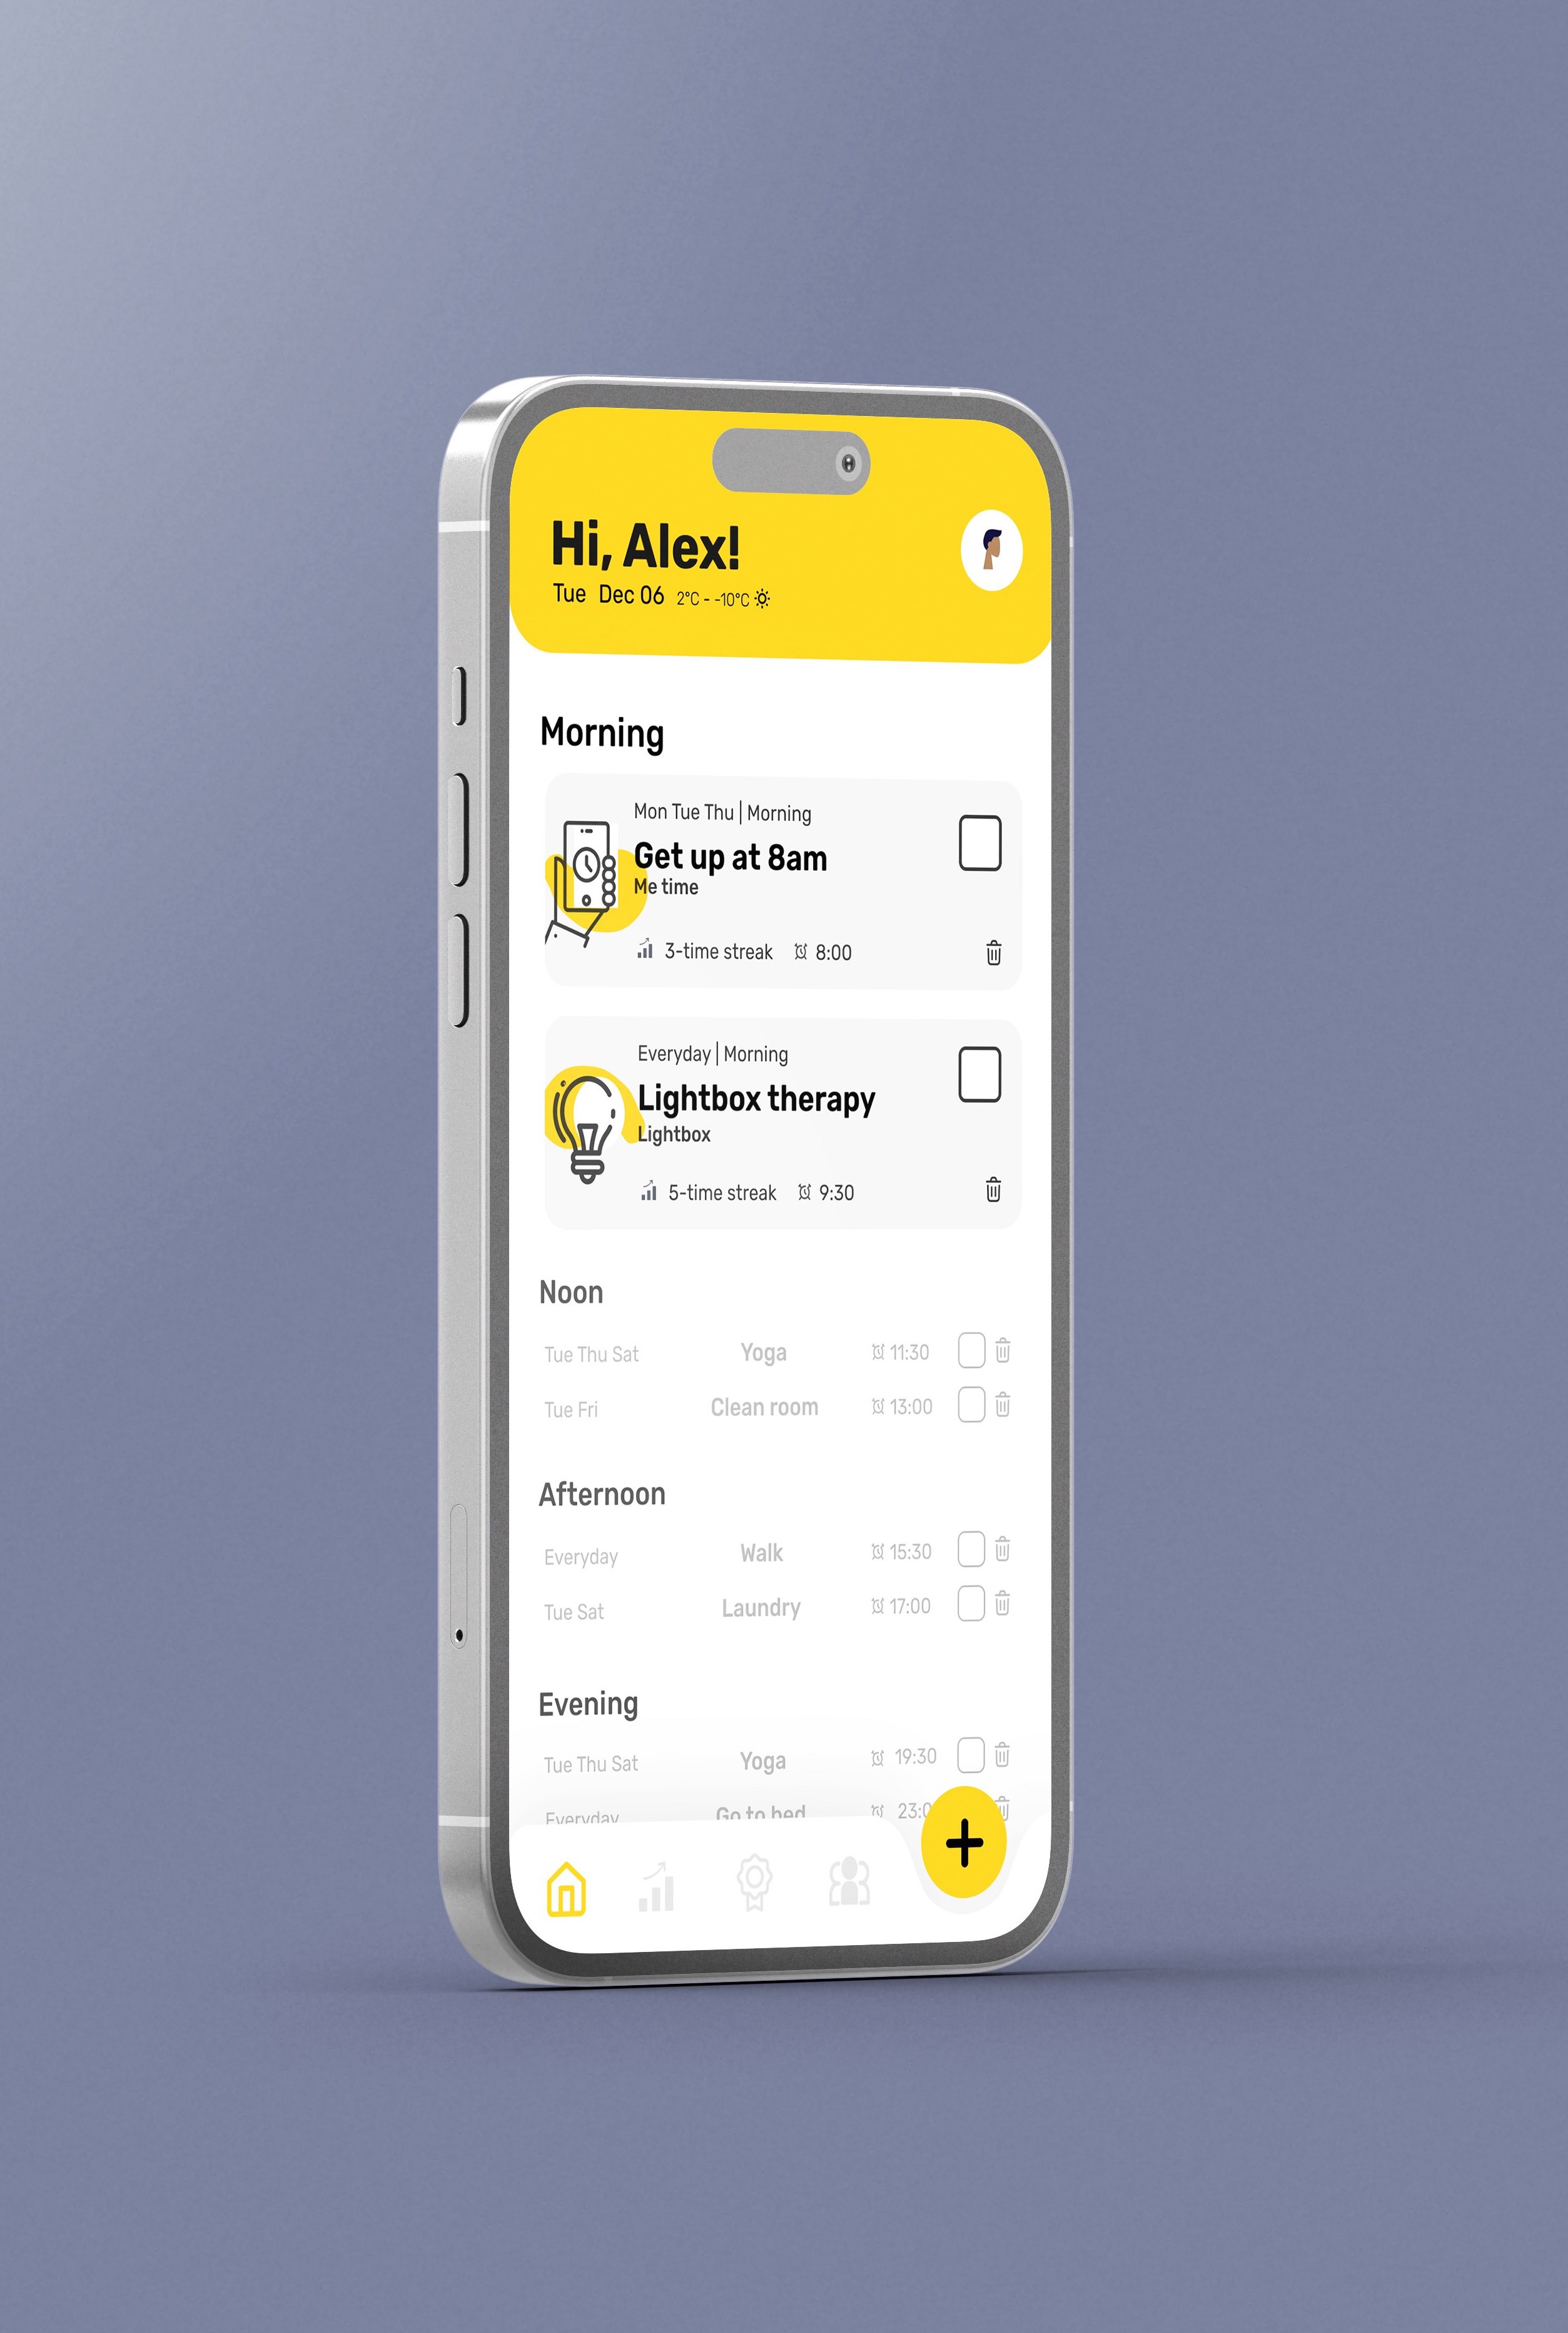 Hi, Alex!
Tue Dec 06 2°C - -10°C
Morning
Mon Tue Thu | Morning
Get up at 8am
Me time
3-time streak 8:00
Everyday | Morning
Lightbox therapy
Lightbox
5-time streak 9:30
Noon
Tue Thu Sat Yoga 11:30
Tue Fri Clean room 13:00
Afternoon
Everyday Walk 15:30
Tue Sat Laundry 17:00
Evening
Tue Thu Sat Yoga 19:30
Everyday Go to bed